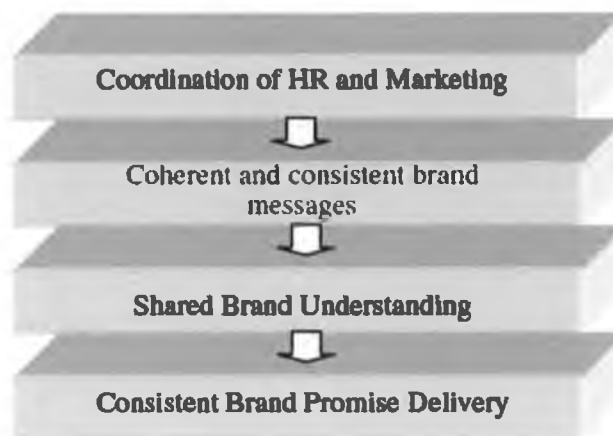 Coordination of HR and Marketing
Coherent and consistent brand
messages
Shared Brand Understanding
Consistent Brand Promise Delivery